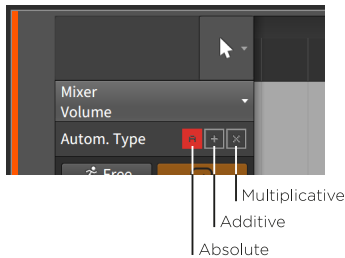 Mixer
Volume
Autom. Type
Free
Multiplicative
Additive
Absolute